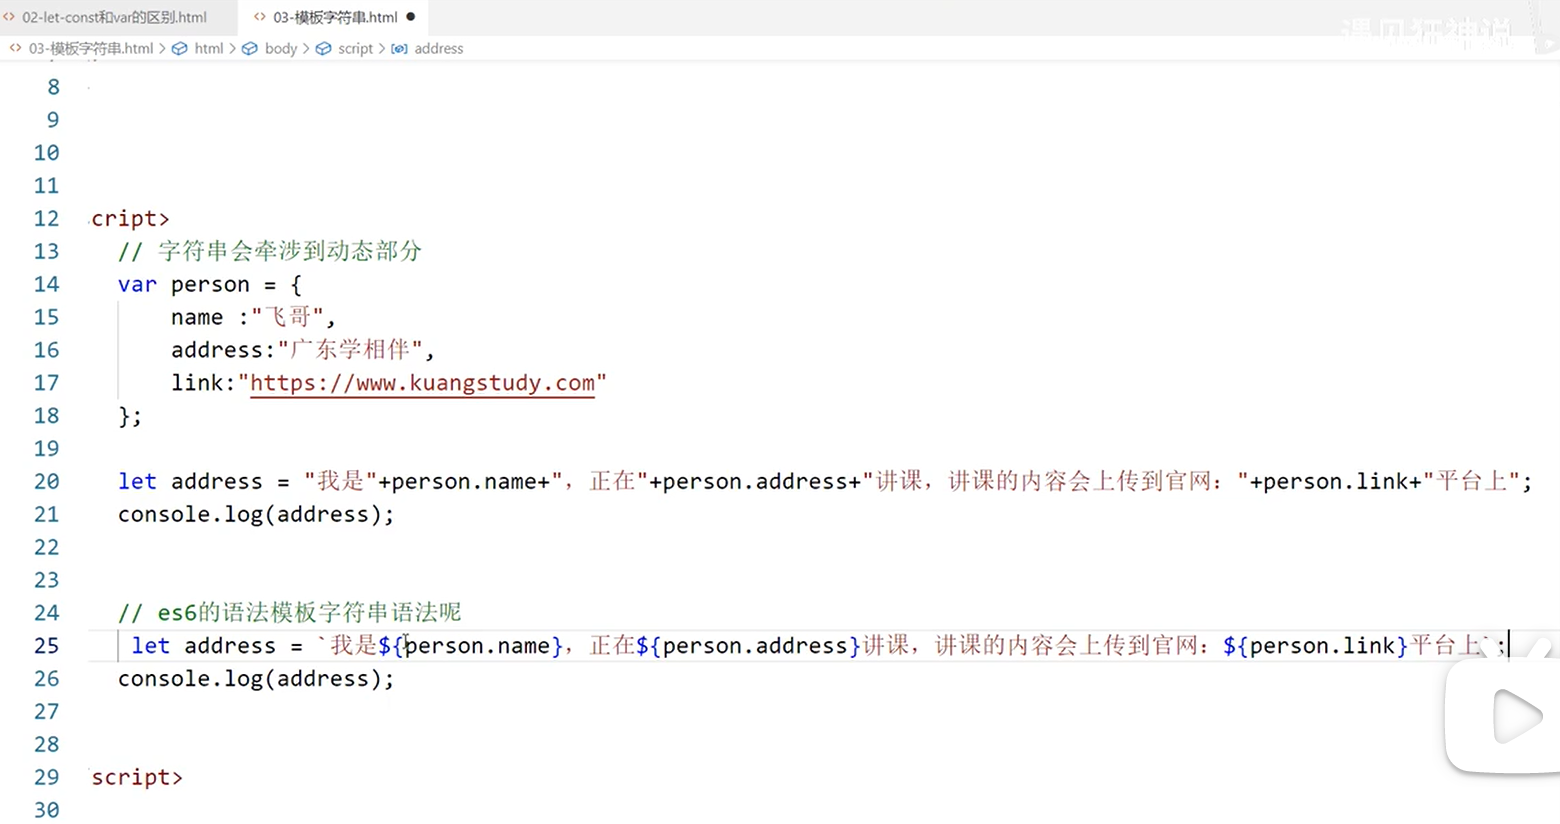 02-let-const和var的区别.html 03-模板字符串.html
遇见狂神说
03-模板字符串.html > html > body > script > address
8
9
10
11
12 cript>
13 // 字符串会牵涉到动态部分
14 var person = {
15 name :"飞哥",
16 address:"广东学相伴",
17 link:"https://www.kuangstudy.com"
18 };
19
20 let address = "我是"+person.name+", 正在"+person.address+"讲课，讲课的内容会上传到官网："+person.link+"平台上";
21 console.log(address);
22
23
24 // es6的语法模板字符串语法呢
25 let address = `我是${person.name}, 正在${person.address}讲课，讲课的内容会上传到官网：${person.link}平台上`;
26 console.log(address);
27
28
29 script>
30